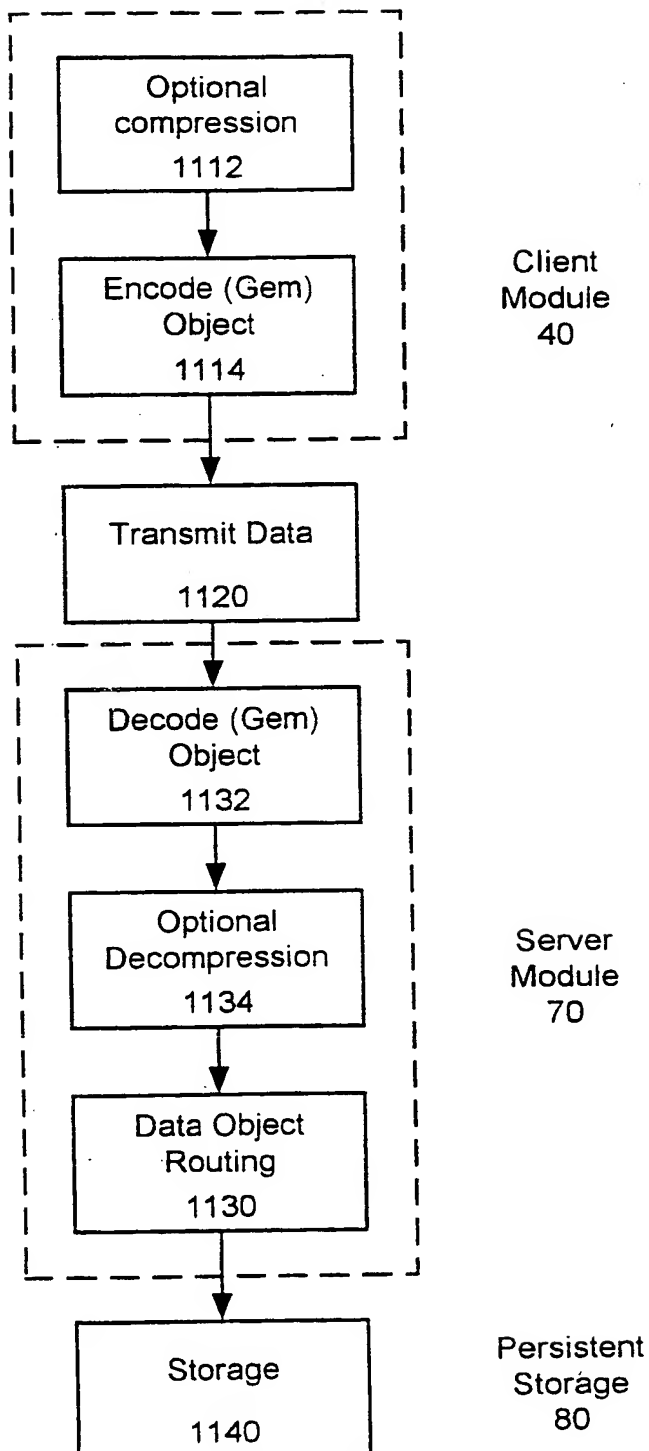 Optional
compression
1112
Encode (Gem)
Object
1114
Client
Module
40
Transmit Data
1120
Decode (Gem)
Object
1132
Optional
Decompression
1134
Data Object
Routing
1130
Server
Module
70
Storage
1140
Persistent
Storage
80